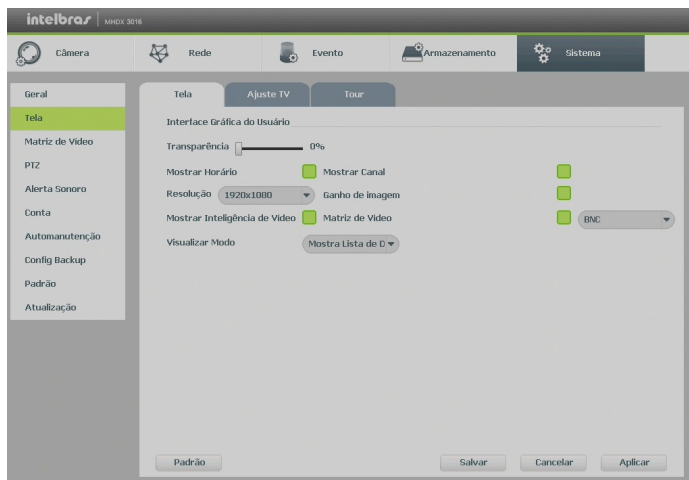 intelbras MHDX 3016
Câmera Rede Evento Armazenamento Sistema
Geral
Tela
Matriz de Vídeo
PTZ
Alerta Sonoro
Conta
Automanutenção
Config Backup
Padrão
Atualização
Tela Ajuste TV Tour
Interface Gráfica do Usuário
Transparência 0%
Mostrar Horário Mostrar Canal
Resolução 1920x1080 Ganho de imagem
Mostrar Inteligência de Vídeo Matriz de Vídeo BNC
Visualizar Modo Mostra Lista de D
Padrão Salvar Cancelar Aplicar